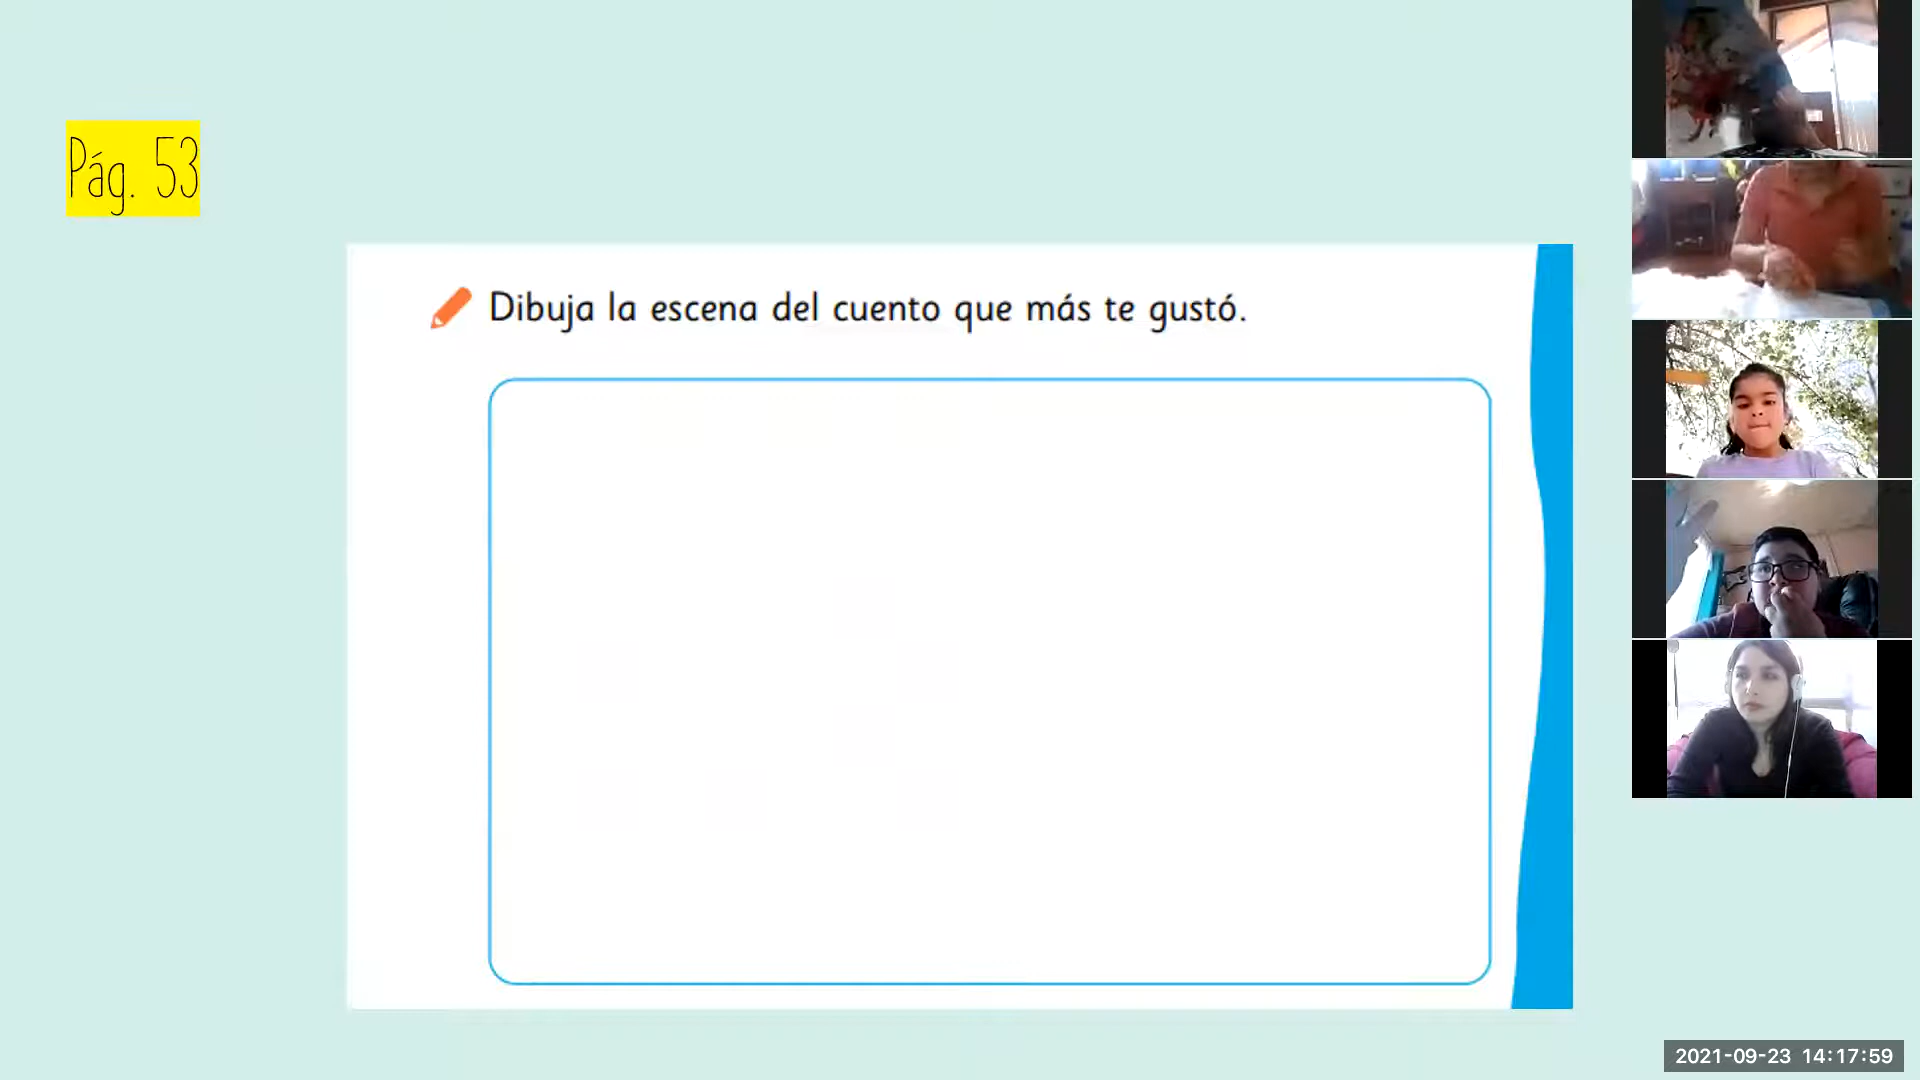 Pág. 53
Dibuja la escena del cuento que más te gustó.
2021-09-23 14:17:59